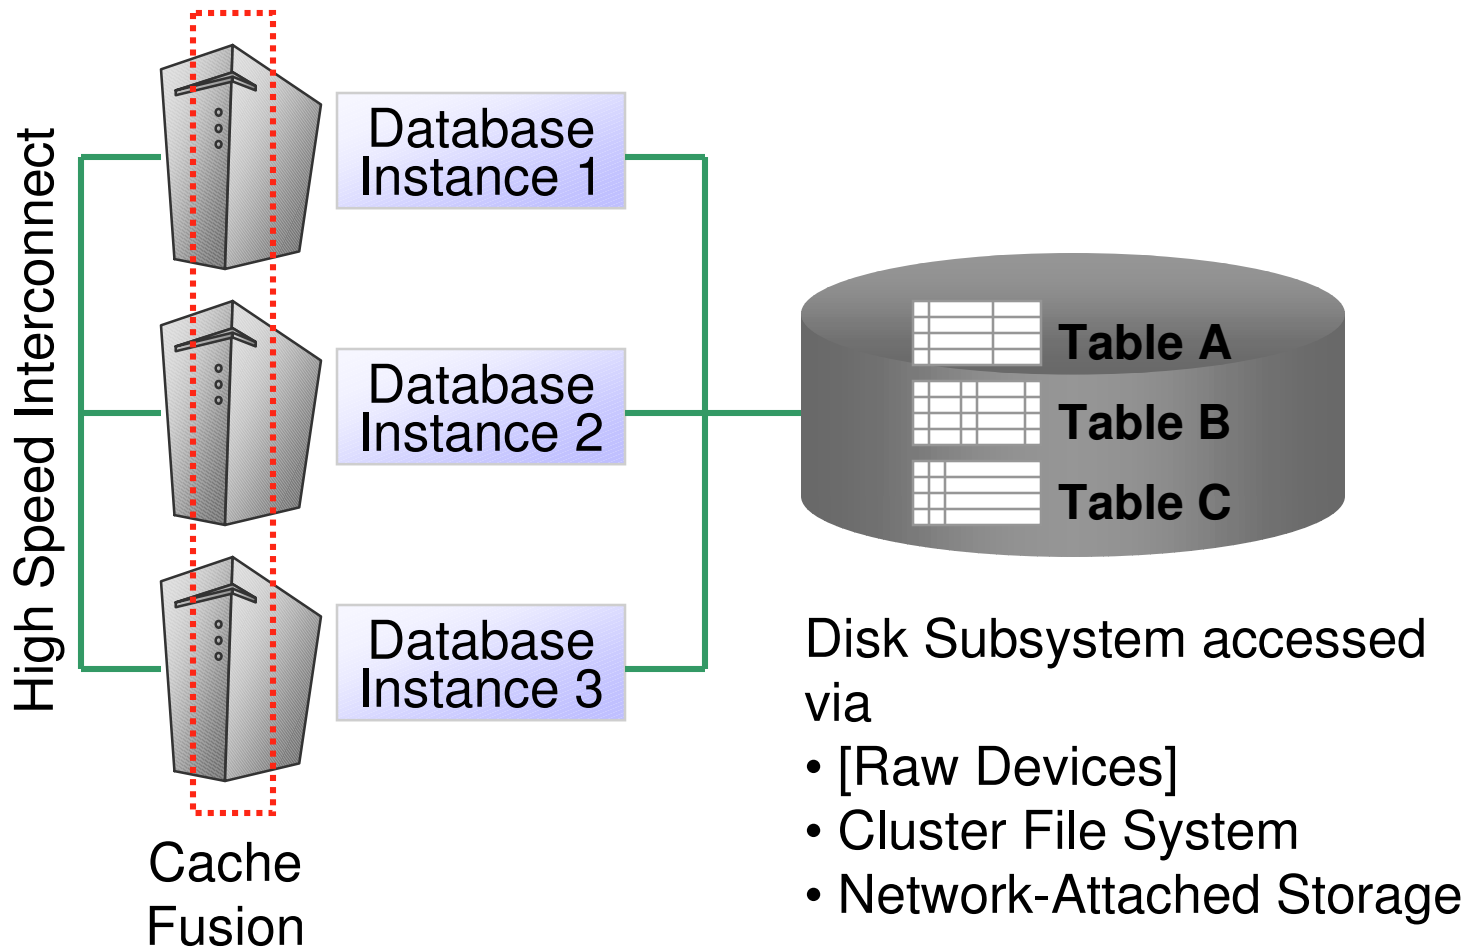 High Speed Interconnect
Database
Instance 1
Database
Instance 2
Database
Instance 3
Cache
Fusion
Table A
Table B
Table C
Disk Subsystem accessed
via
• [Raw Devices]
• Cluster File System
• Network-Attached Storage